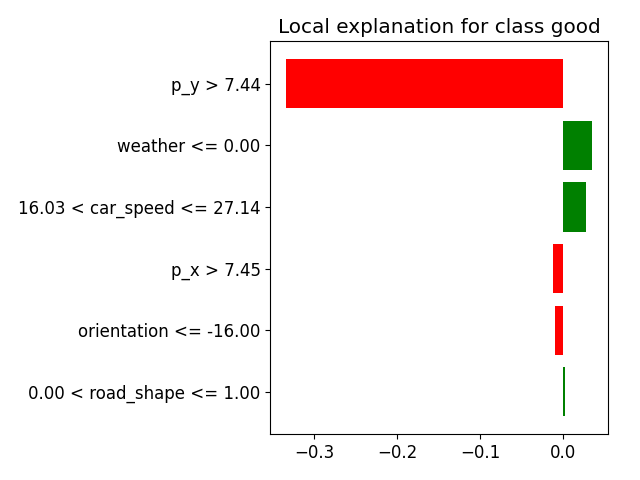 Local explanation for class good
p_y > 7.44
weather <= 0.00
16.03 < car_speed <= 27.14
p_x > 7.45
orientation <= -16.00
0.00 < road_shape <= 1.00
−0.3 −0.2 −0.1 0.0